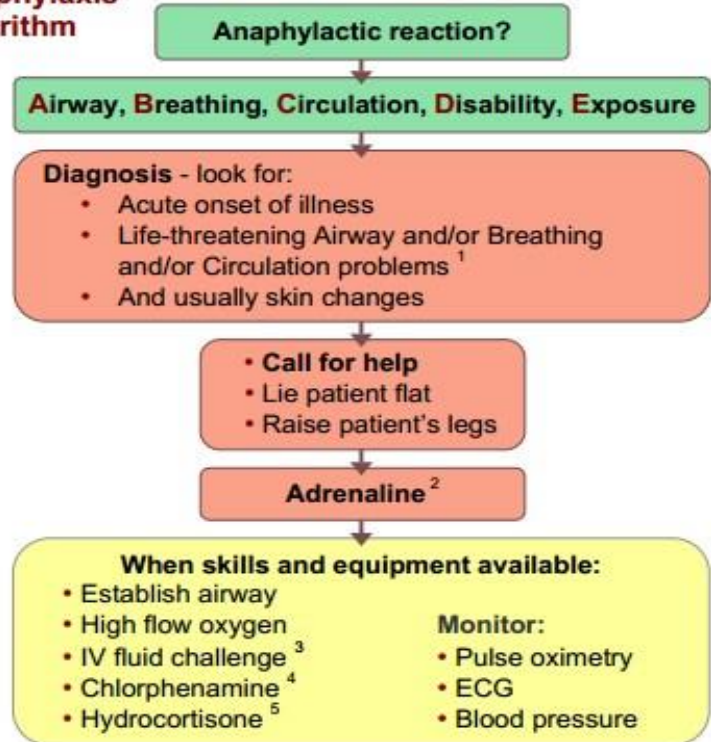 Anaphylactic reaction?
Airway, Breathing, Circulation, Disability, Exposure
Diagnosis - look for:
• Acute onset of illness
• Life-threatening Airway and/or Breathing
and/or Circulation problems 1
• And usually skin changes
• Call for help
• Lie patient flat
• Raise patient's legs
Adrenaline 2
When skills and equipment available:
• Establish airway
• High flow oxygen
• IV fluid challenge 3
• Chlorphenamine 4
• Hydrocortisone 5
Monitor:
• Pulse oximetry
• ECG
• Blood pressure